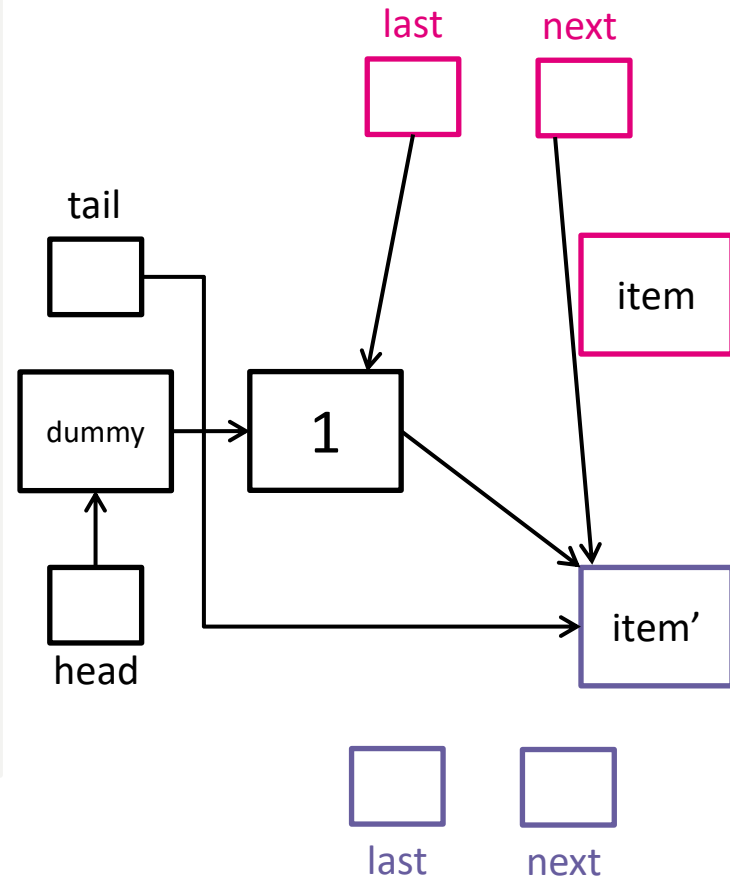 last next
tail
item
dummy
1
item’
head
last next